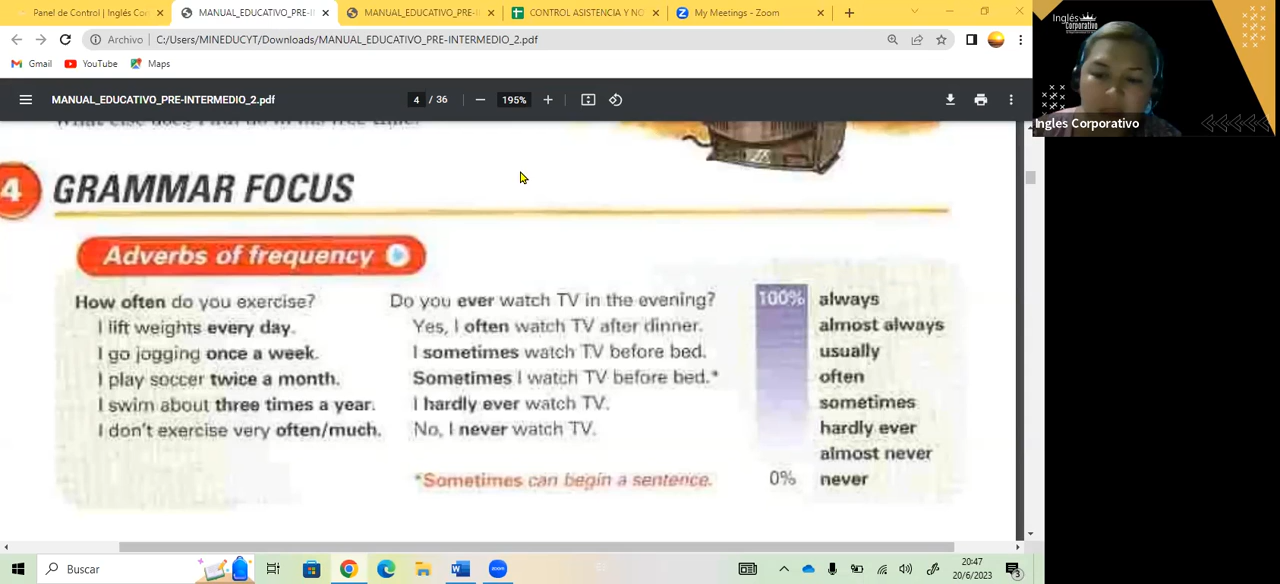 Panel de Control | Inglés Co
MANUAL_EDUCATIVO_PRE-I
MANUAL_EDUCATIVO_PRE-I
CONTROL ASISTENCIA Y NO
My Meetings - Zoom
Archivo
C:/Users/MINEDUCYT/Downloads/MANUAL_EDUCATIVO_PRE-INTERMEDIO_2.pdf
Gmail
YouTube
Maps
MANUAL_EDUCATIVO_PRE-INTERMEDIO_2.pdf
4 / 36
195%
4 GRAMMAR FOCUS
Adverbs of frequency
How often do you exercise?
I lift weights every day.
I go jogging once a week.
I play soccer twice a month.
I swim about three times a year.
I don't exercise very often/much.
Do you ever watch TV in the evening?
Yes, I often watch TV after dinner.
I sometimes watch TV before bed.
Sometimes I watch TV before bed.*
I hardly ever watch TV.
No, I never watch TV.
*Sometimes can begin a sentence.
100% always
almost always
usually
often
sometimes
hardly ever
almost never
0% never
Inglés
Corporativo
Ingles Corporativo
Buscar
20:47
20/6/2023
3